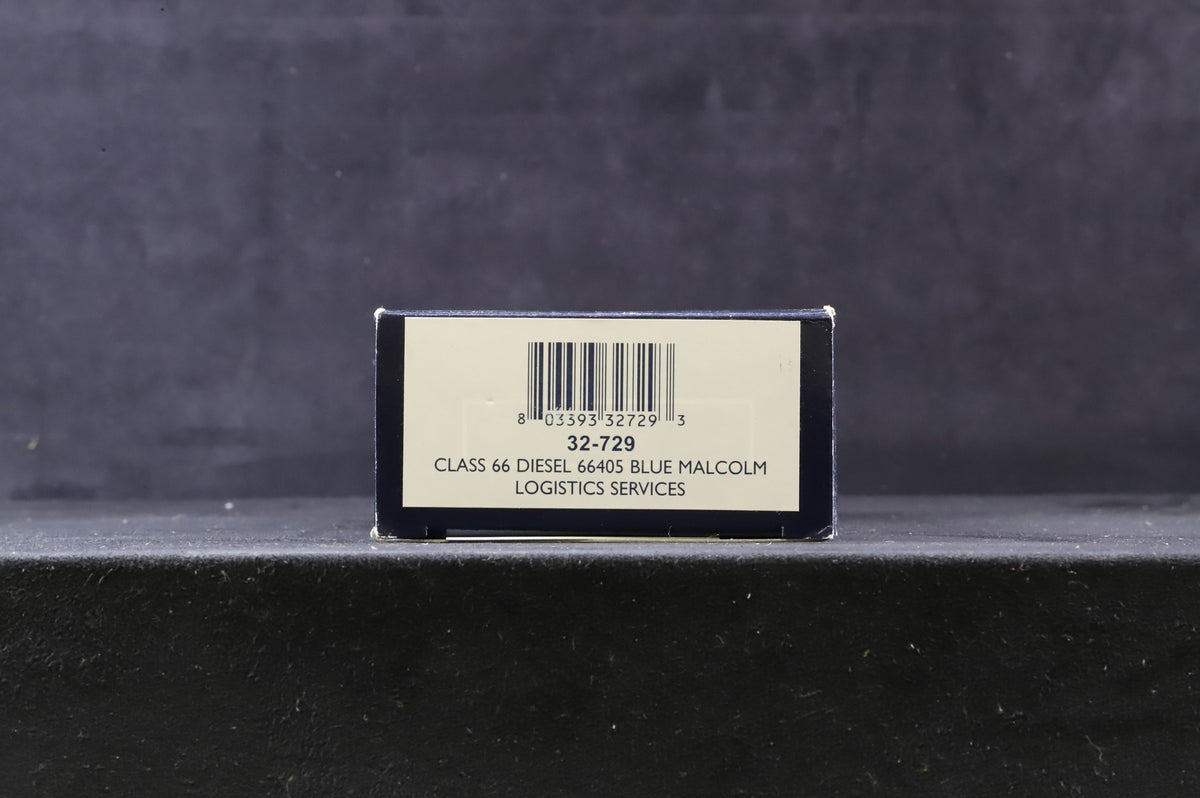 8 03393 32729 3
32-729
CLASS 66 DIESEL 66405 BLUE MALCOLM
LOGISTICS SERVICES